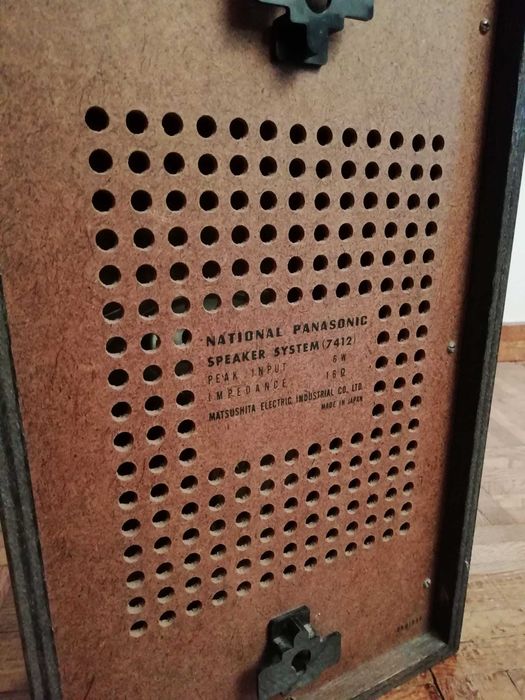 NATIONAL PANASONIC
SPEAKER SYSTEM (7412)
PEAK INPUT 6W
IMPEDANCE 16Ω
MATSUSHITA ELECTRIC INDUSTRIAL CO., LTD.
MADE IN JAPAN